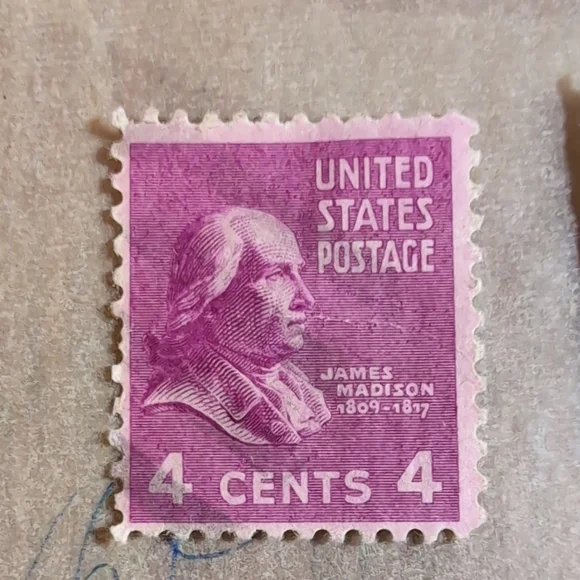 UNITED
STATES
POSTAGE
JAMES
MADISON
1809-1817
4 CENTS 4